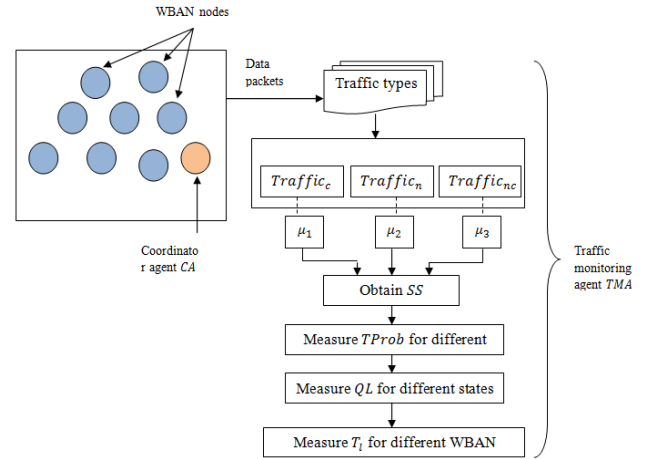 WBAN nodes
Data
packets
Traffic types
Traffic_c
Traffic_n
Traffic_nc
μ_1
μ_2
μ_3
Coordinato
r agent CA
Obtain SS
Measure TProb for different
Measure QL for different states
Measure T_l for different WBAN
Traffic
monitoring
agent TMA